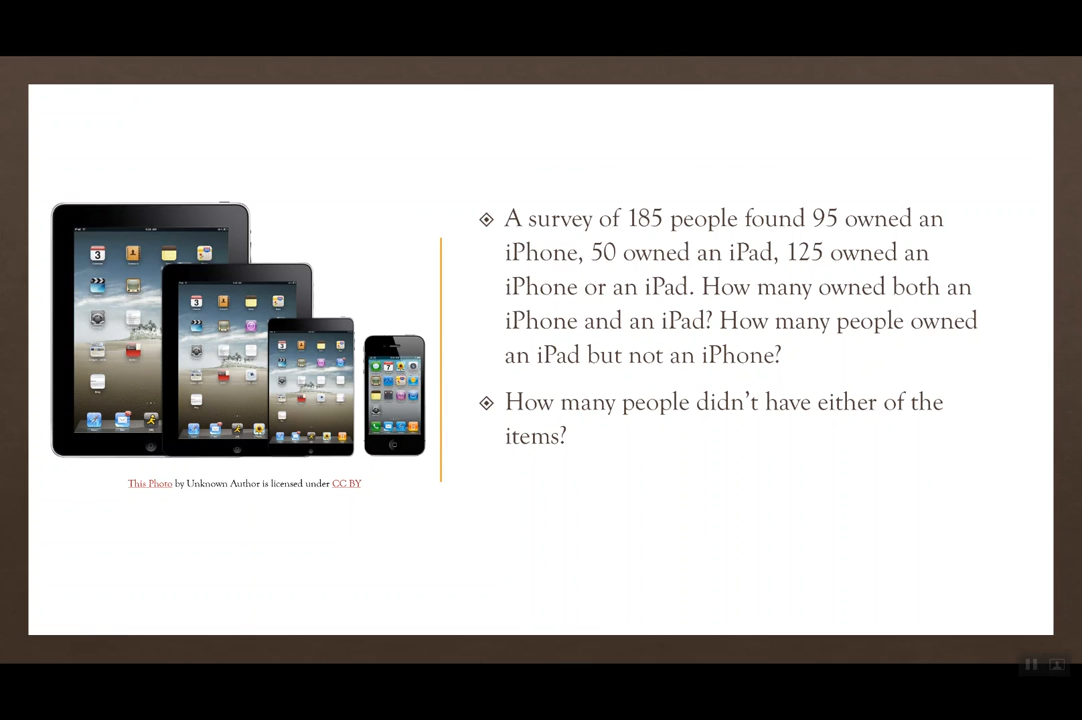 A survey of 185 people found 95 owned an
iPhone, 50 owned an iPad, 125 owned an
iPhone or an iPad. How many owned both an
iPhone and an iPad? How many people owned
an iPad but not an iPhone?
How many people didn’t have either of the
items?
This Photo by Unknown Author is licensed under CC BY